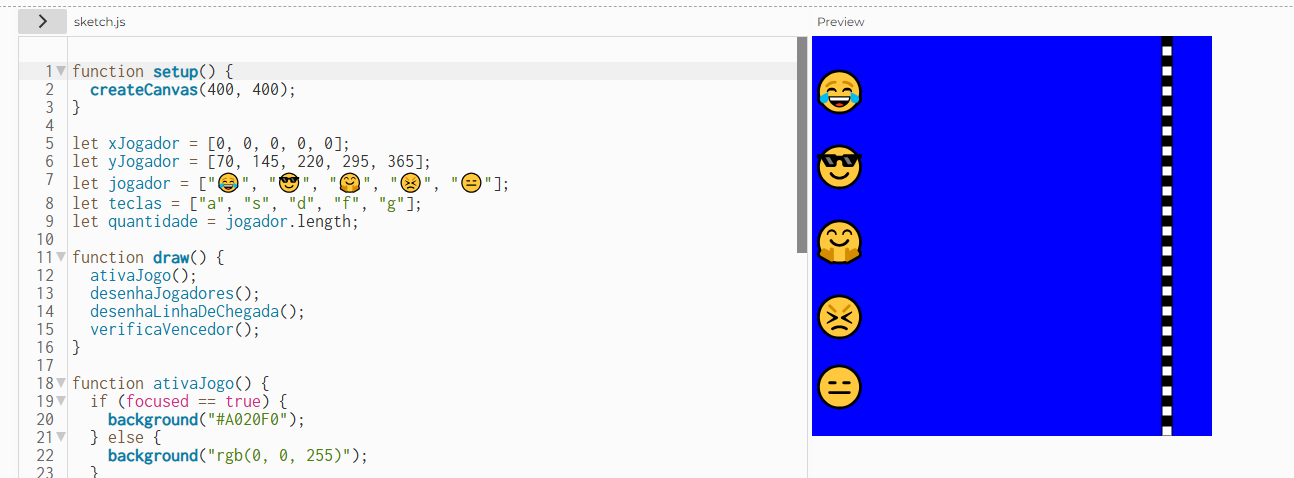 sketch.js
Preview
1 function setup() {
2   createCanvas(400, 400);
3 }
4
5 let xJogador = [0, 0, 0, 0, 0];
6 let yJogador = [70, 145, 220, 295, 365];
7 let jogador = ["😂", "😎", "🤗", "😣", "😑"];
8 let teclas = ["a", "s", "d", "f", "g"];
9 let quantidade = jogador.length;
10
11 function draw() {
12   ativaJogo();
13   desenhaJogadores();
14   desenhaLinhaDeChegada();
15   verificaVencedor();
16 }
17
18 function ativaJogo() {
19   if (focused == true) {
20     background("#A020F0");
21   } else {
22     background("rgb(0, 0, 255)");
23   }